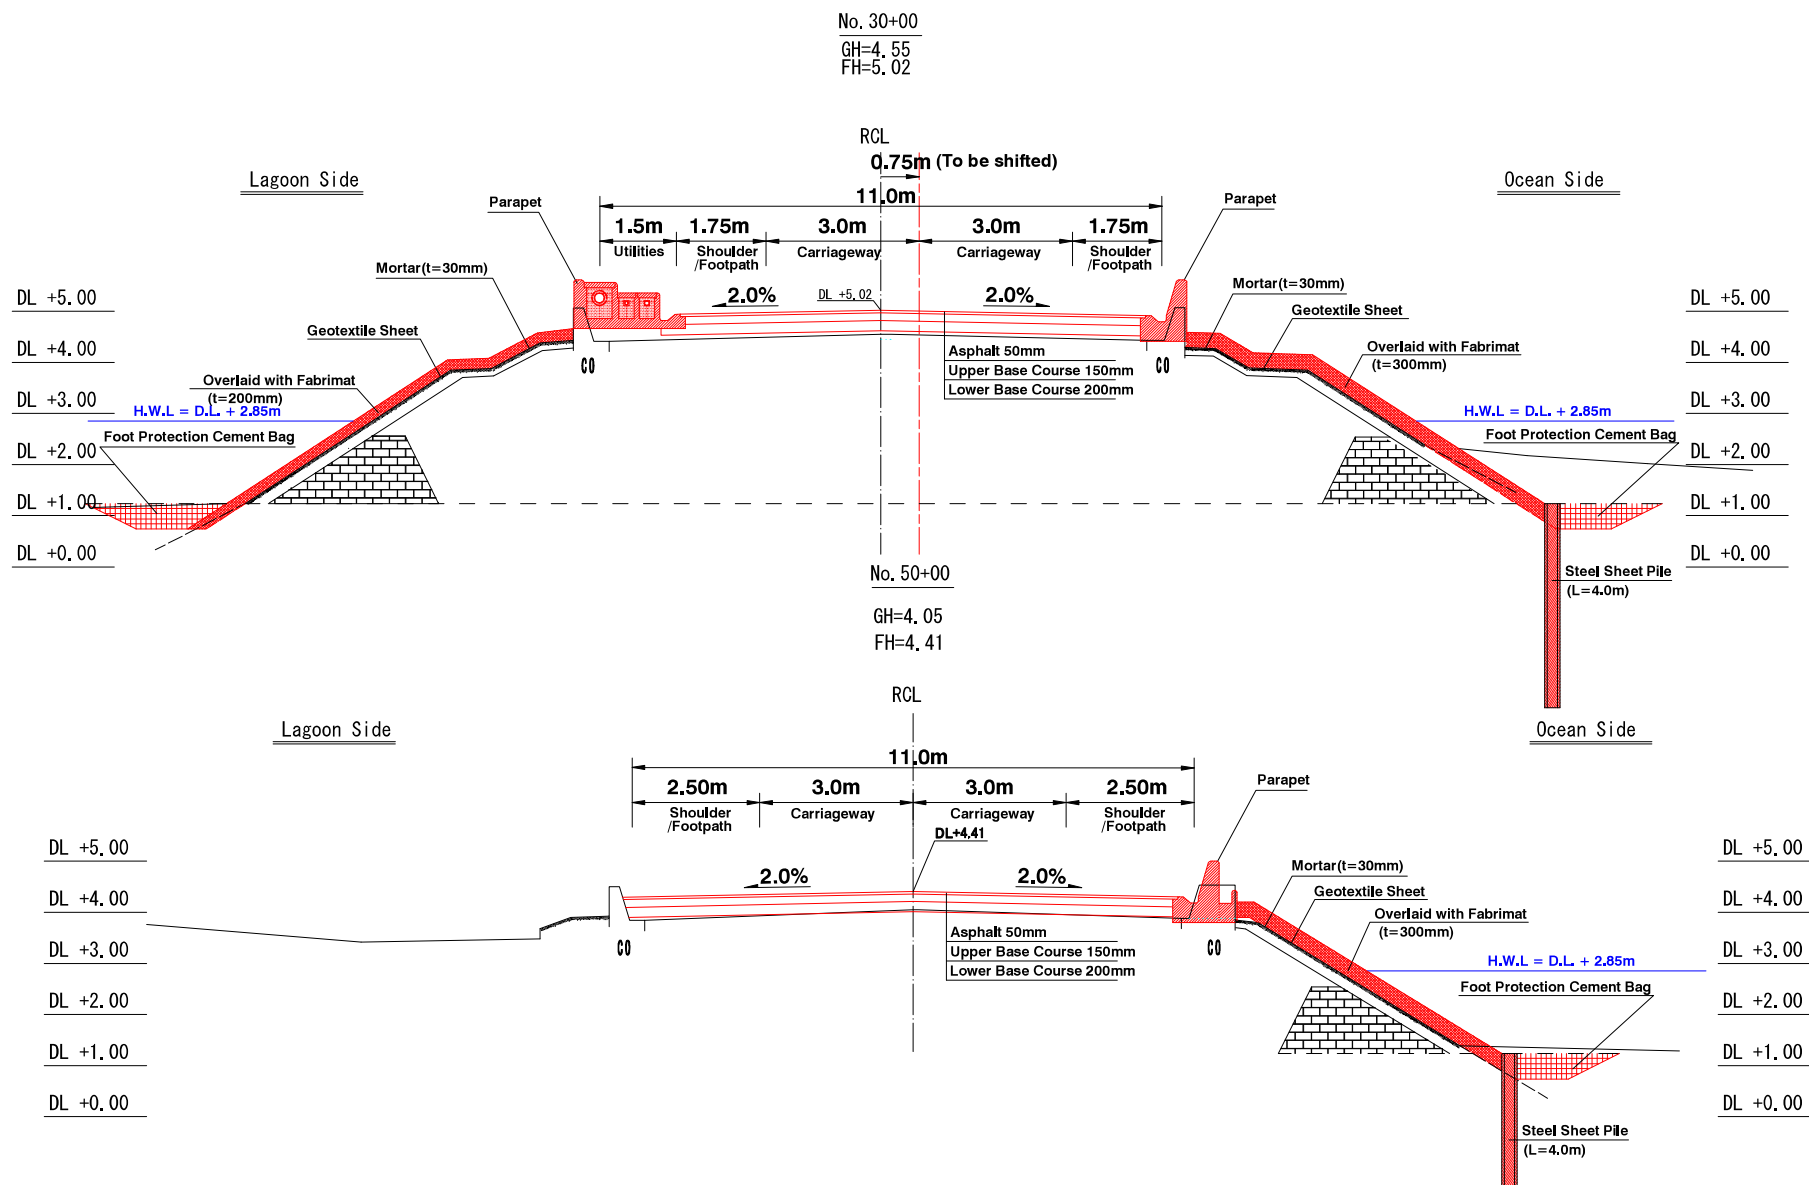 No. 30+00
GH=4. 55
FH=5. 02
RCL
0.75m (To be shifted)
Lagoon Side
Ocean Side
11.0m
Parapet
Parapet
1.5m
1.75m
3.0m
3.0m
1.75m
Utilities
Shoulder
/Footpath
Carriageway
Carriageway
Shoulder
/Footpath
Mortar(t=30mm)
Mortar(t=30mm)
2.0%
DL +5.02
2.0%
DL +5. 00
DL +5. 00
Geotextile Sheet
Geotextile Sheet
DL +4. 00
DL +4. 00
Asphalt 50mm
Upper Base Course 150mm
Lower Base Course 200mm
CO
CO
Overlaid with Fabrimat
(t=300mm)
Overlaid with Fabrimat
(t=200mm)
DL +3. 00
DL +3. 00
H.W.L = D.L. + 2.85m
H.W.L = D.L. + 2.85m
Foot Protection Cement Bag
Foot Protection Cement Bag
DL +2. 00
DL +2. 00
DL +1. 00
DL +1. 00
DL +0. 00
DL +0. 00
Steel Sheet Pile
(L=4.0m)
No. 50+00
GH=4. 05
FH=4. 41
RCL
Lagoon Side
Ocean Side
11.0m
Parapet
2.50m
3.0m
3.0m
2.50m
Shoulder
/Footpath
Carriageway
Carriageway
Shoulder
/Footpath
DL+4.41
DL +5. 00
DL +5. 00
2.0%
2.0%
Mortar(t=30mm)
Geotextile Sheet
DL +4. 00
DL +4. 00
Overlaid with Fabrimat
(t=300mm)
Asphalt 50mm
Upper Base Course 150mm
Lower Base Course 200mm
CO
CO
DL +3. 00
DL +3. 00
H.W.L = D.L. + 2.85m
Foot Protection Cement Bag
DL +2. 00
DL +2. 00
DL +1. 00
DL +1. 00
DL +0. 00
DL +0. 00
Steel Sheet Pile
(L=4.0m)